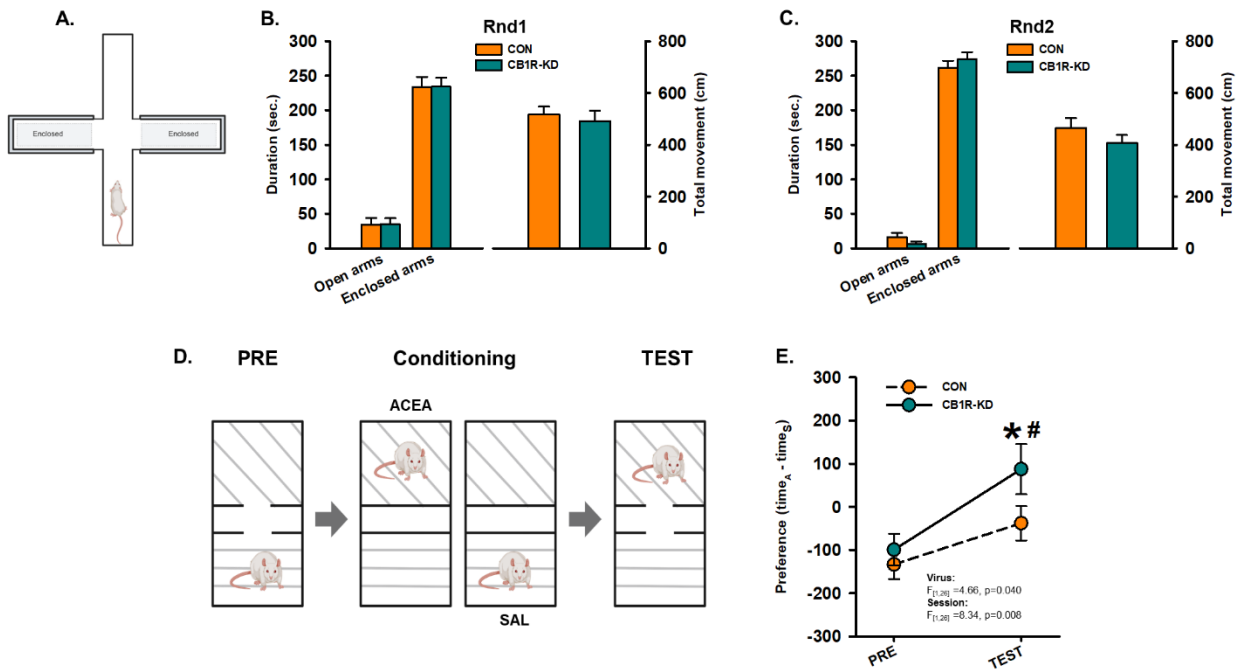 A.
Enclosed
Enclosed
B.
Rnd1
CON
CB1R-KD
Duration (sec.)
300
250
200
150
100
50
0
Open arms
Enclosed arms
800
600
400
200
0
Total movement (cm)
C.
Rnd2
CON
CB1R-KD
Duration (sec.)
300
250
200
150
100
50
0
Open arms
Enclosed arms
800
600
400
200
0
Total movement (cm)
D.
PRE
Conditioning
TEST
ACEA
SAL
E.
CON
CB1R-KD
Preference (timeA - timeS)
300
200
100
0
-100
-200
-300
* #
Virus:
F[1,26] =4.66, p=0.040
Session:
F[1,26] =8.34, p=0.008
PRE
TEST